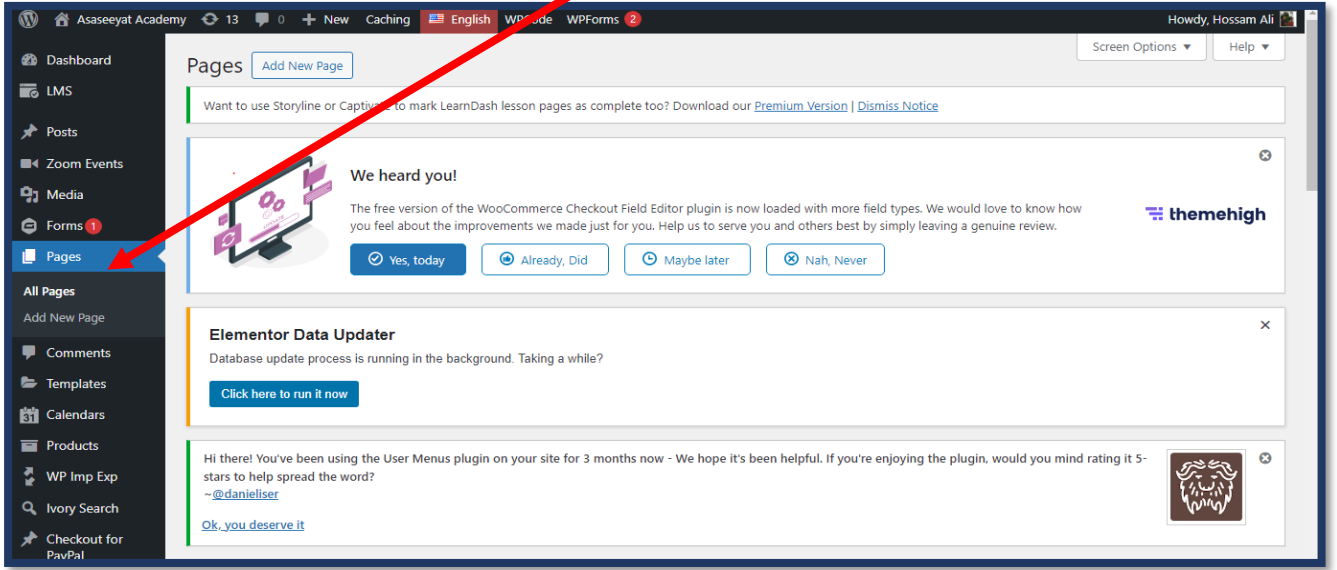 Asaseeyat Academy 13 0 New Caching English WPCode WPForms 2 Howdy, Hossam Ali
Screen Options Help
Dashboard
LMS
Posts
Zoom Events
Media
Forms 1
Pages
All Pages
Add New Page
Comments
Templates
Calendars
Products
WP Imp Exp
Ivory Search
Checkout for
PayPal
Pages Add New Page
Want to use Storyline or Captivate to mark LearnDash lesson pages as complete too? Download our Premium Version | Dismiss Notice
We heard you!
The free version of the WooCommerce Checkout Field Editor plugin is now loaded with more field types. We would love to know how
you feel about the improvements we made just for you. Help us to serve you and others best by simply leaving a genuine review.
Yes, today Already, Did Maybe later Nah, Never
themehigh
Elementor Data Updater
Database update process is running in the background. Taking a while?
Click here to run it now
Hi there! You've been using the User Menus plugin on your site for 3 months now - We hope it's been helpful. If you're enjoying the plugin, would you mind rating it 5-
stars to help spread the word?
~@danieliser
Ok, you deserve it